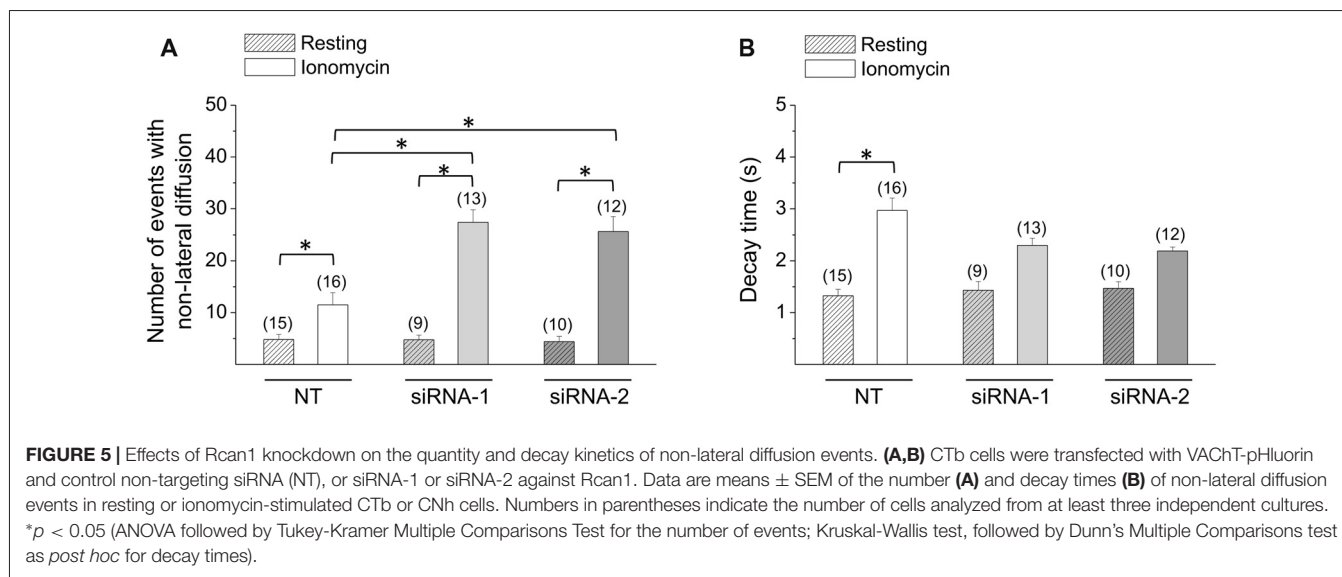 A
Resting
Ionomycin
Number of events with
non-lateral diffusion
50
40
30
20
10
*
*
*
*
*
(15)
(16)
(9)
(13)
(10)
(12)
NT
siRNA-1
siRNA-2
B
Resting
Ionomycin
Decay time (s)
5
4
3
2
1
*
(15)
(16)
(9)
(13)
(10)
(12)
NT
siRNA-1
siRNA-2
FIGURE 5 | Effects of Rcan1 knockdown on the quantity and decay kinetics of non-lateral diffusion events. (A,B) CTb cells were transfected with VAChT-pHluorin
and control non-targeting siRNA (NT), or siRNA-1 or siRNA-2 against Rcan1. Data are means ± SEM of the number (A) and decay times (B) of non-lateral diffusion
events in resting or ionomycin-stimulated CTb or CNh cells. Numbers in parentheses indicate the number of cells analyzed from at least three independent cultures.
*p < 0.05 (ANOVA followed by Tukey-Kramer Multiple Comparisons Test for the number of events; Kruskal-Wallis test, followed by Dunn's Multiple Comparisons test
as post hoc for decay times).